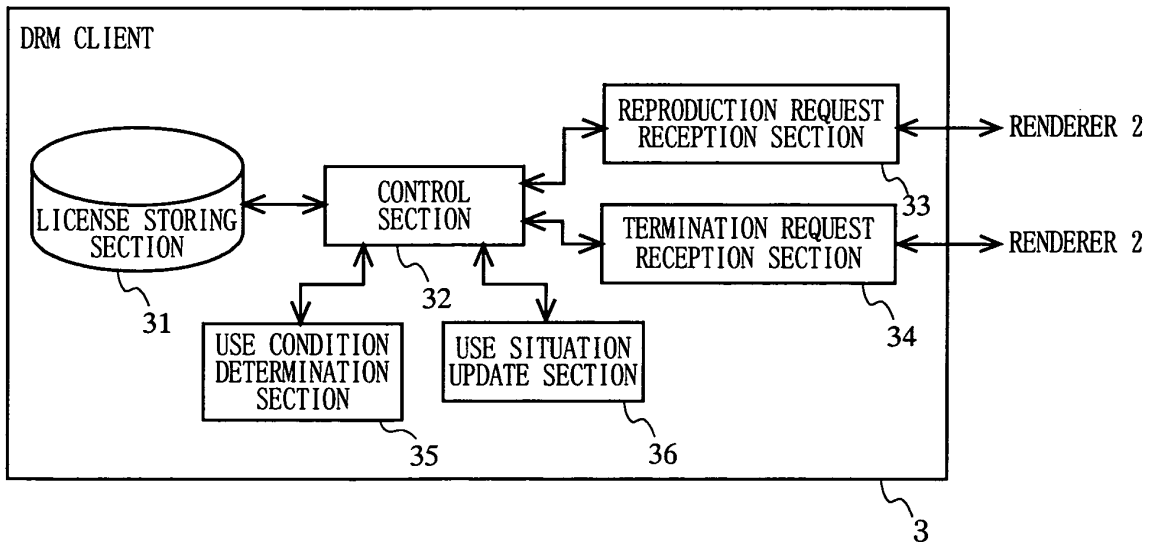 DRM CLIENT
REPRODUCTION REQUEST
RECEPTION SECTION
RENDERER 2
33
LICENSE STORING
SECTION
31
CONTROL
SECTION
32
TERMINATION REQUEST
RECEPTION SECTION
RENDERER 2
34
USE CONDITION
DETERMINATION
SECTION
35
USE SITUATION
UPDATE SECTION
36
3